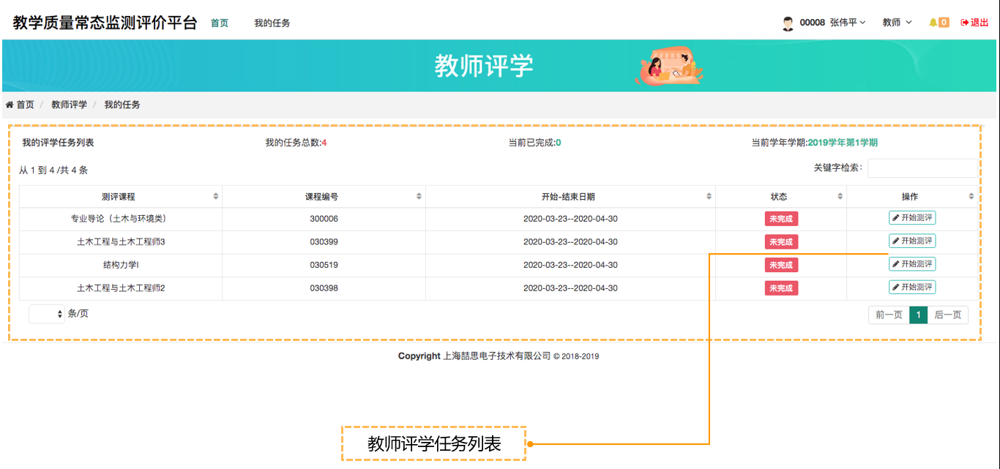 教学质量常态监测评价平台 首页 我的任务 00008 张伟平 教师 0 退出
教师评学
首页 / 教师评学 / 我的任务
我的评学任务列表 我的任务总数:4 当前已完成:0 当前学年学期:2019学年第1学期
从 1 到 4 /共 4 条 关键字检索:
测评课程 课程编号 开始-结束日期 状态 操作
专业导论（土木与环境类） 300006 2020-03-23--2020-04-30 未完成 开始测评
土木工程与土木工程师3 030399 2020-03-23--2020-04-30 未完成 开始测评
结构力学I 030519 2020-03-23--2020-04-30 未完成 开始测评
土木工程与土木工程师2 030398 2020-03-23--2020-04-30 未完成 开始测评
条/页 前一页 1 后一页
Copyright 上海喆思电子技术有限公司 © 2018-2019
教师评学任务列表